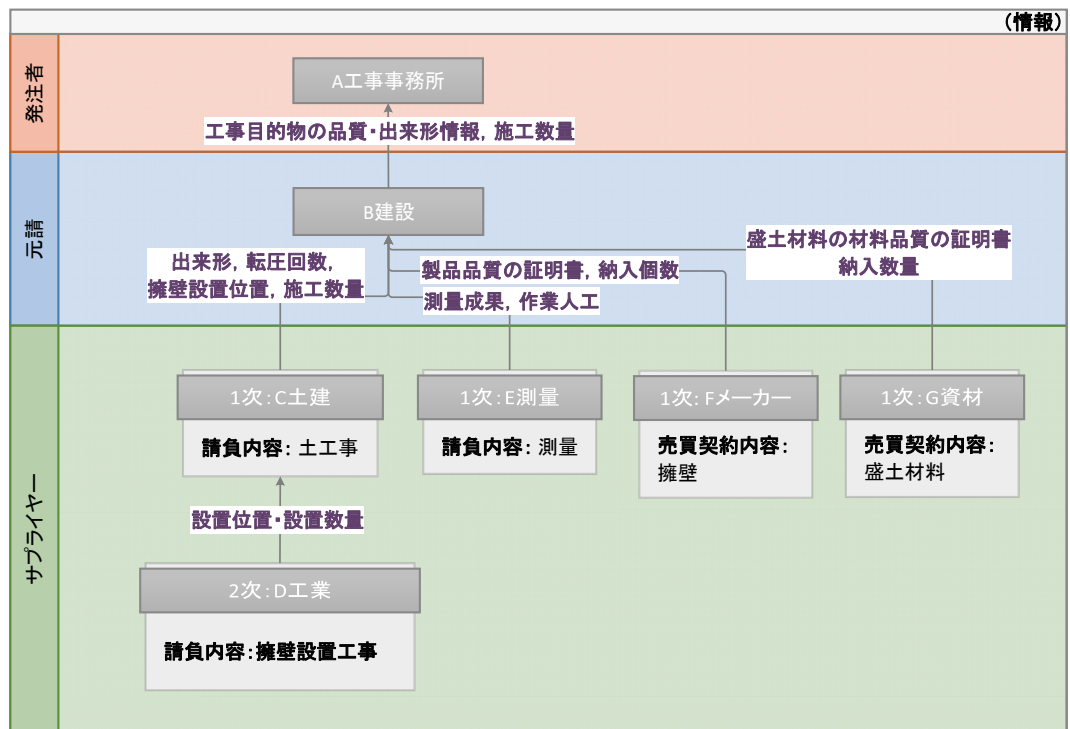 (情報)
発注者
A工事事務所
工事目的物の品質・出来形情報, 施工数量
元請
B建設
盛土材料の材料品質の証明書
納入数量
出来形, 転圧回数,
擁壁設置位置, 施工数量
製品品質の証明書, 納入個数
測量成果, 作業人工
サプライヤー
1次:C土建
請負内容: 土工事
1次:E測量
請負内容: 測量
1次: Fメーカー
売買契約内容:
擁壁
1次:G資材
売買契約内容:
盛土材料
設置位置・設置数量
2次:D工業
請負内容:擁壁設置工事